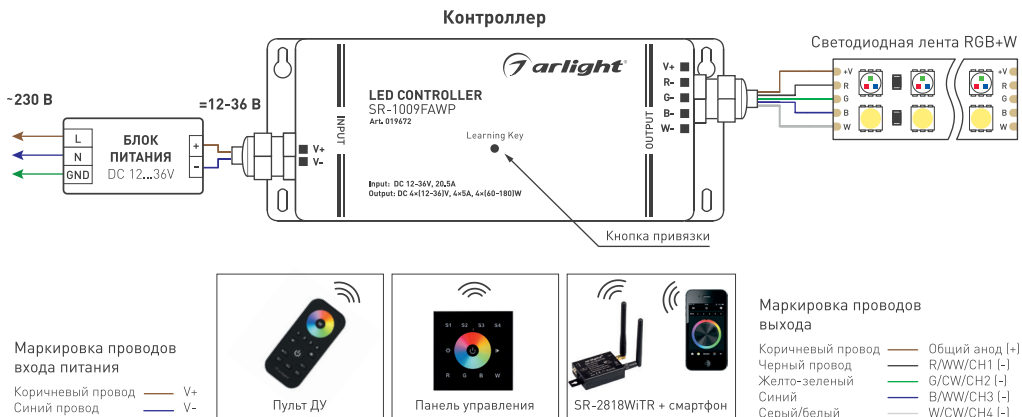 Контроллер
Светодиодная лента RGB+W
~230 В
=12-36 В
L
N
GND
БЛОК
ПИТАНИЯ
DC 12...36V
+
-
V+
V-
INPUT
arlight®
LED CONTROLLER
SR-1009FAWP
Art. 019672
Learning Key
Input: DC 12-36V, 20.5A
Output: DC 4×(12-36)V, 4×5A, 4×(60-180)W
OUTPUT
V+
R-
G-
B-
W-
+V
R
G
B
W
+V
R
G
B
W
Кнопка привязки
Маркировка проводов
входа питания
Коричневый провод V+
Синий провод V-
Пульт ДУ
S1 S2 S3 S4
R G B W
Панель управления
arlight
SR-2818WiTR + смартфон
Маркировка проводов
выхода
Коричневый провод Общий анод (+)
Черный провод R/WW/CH1 (-)
Желто-зеленый G/CW/CH2 (-)
Синий B/WW/CH3 (-)
Серый/белый W/CW/CH4 (-)